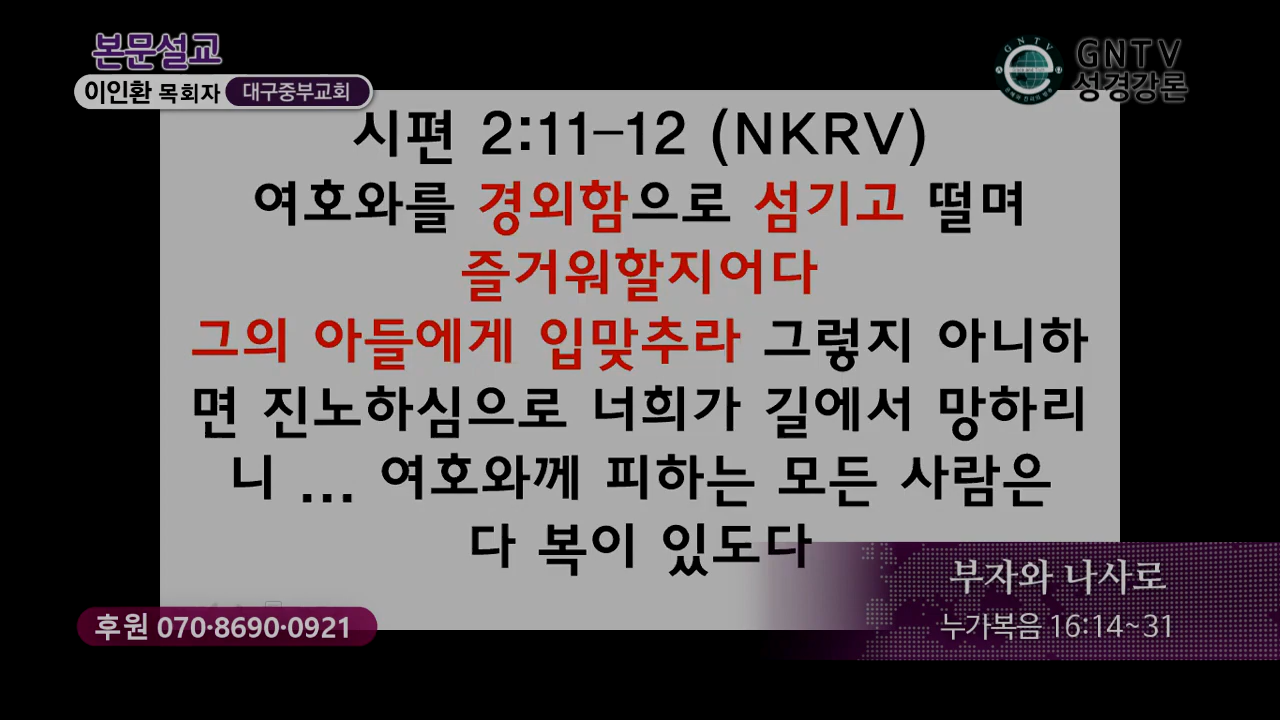 본문설교
이인환 목회자 대구중부교회
GNTV
성경강론
시편 2:11-12 (NKRV)
여호와를 경외함으로 섬기고 떨며
즐거워할지어다
그의 아들에게 입맞추라 그렇지 아니하
면 진노하심으로 너희가 길에서 망하리
니 ... 여호와께 피하는 모든 사람은
다 복이 있도다
부자와 나사로
누가복음 16:14~31
후원 070·8690·0921